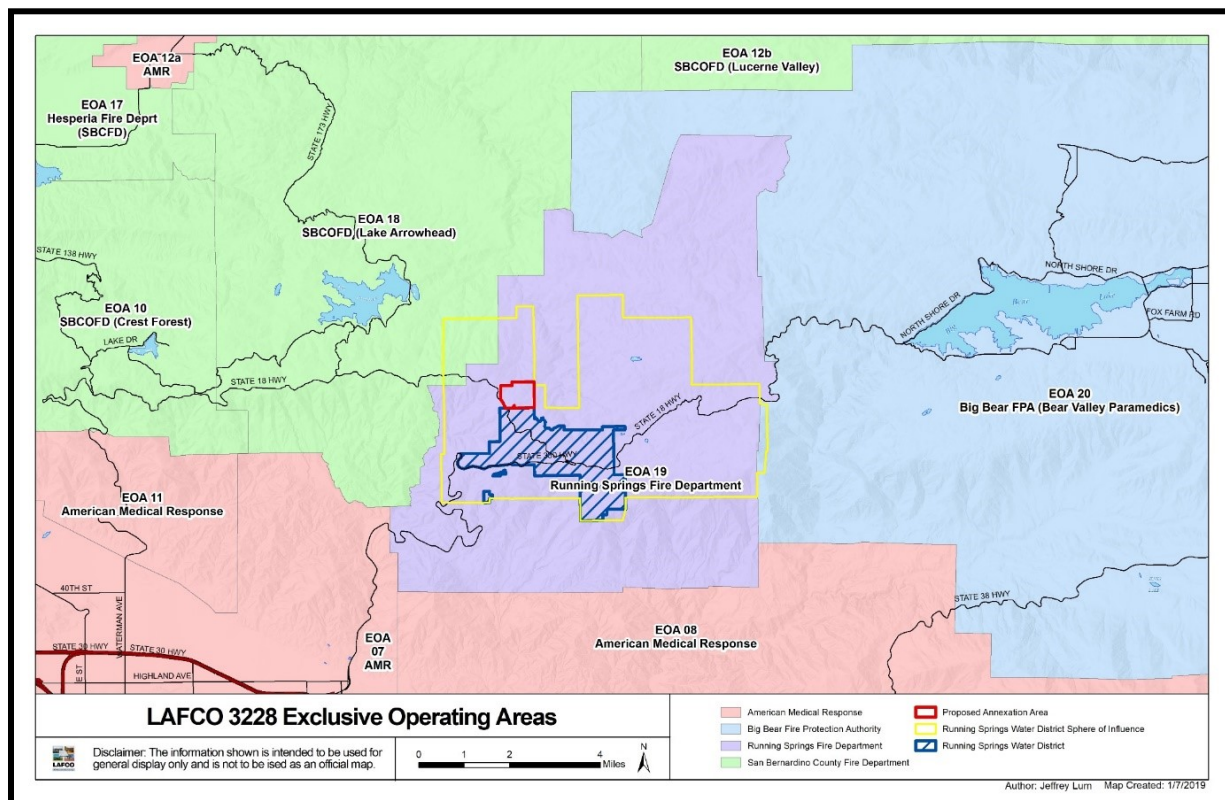 EOA 12a
AMR
EOA 12b
SBCOFD (Lucerne Valley)
EOA 17
Hesperia Fire Deprt
(SBCFD)
STATE 173 HWY
EOA 18
SBCOFD (Lake Arrowhead)
STATE 138 HWY
EOA 10
SBCOFD (Crest Forest)
LAKE DR
STATE 18 HWY
NORTH SHORE DR
NORTH SHORE DR
Big Bear Lake
FOX FARM RD
EOA 20
Big Bear FPA (Bear Valley Paramedics)
STATE 18 HWY
EOA 19
Running Springs Fire Department
EOA 11
American Medical Response
40TH ST
WATERMAN AVE
STATE 30 HWY
STATE 30 HWY
E ST
HIGHLAND AVE
EOA
07
AMR
EOA 08
American Medical Response
STATE 38 HWY
LAFCO 3228 Exclusive Operating Areas
LAFCO
Disclaimer: The information shown is intended to be used for
general display only and is not to be ised as an official map.
0 1 2 4
Miles
N
American Medical Response
Big Bear Fire Protection Authority
Running Springs Fire Department
San Bernardino County Fire Department
Proposed Annexation Area
Running Springs Water District Sphere of Influence
Running Springs Water District
Author: Jeffrey Lum Map Created: 1/7/2019